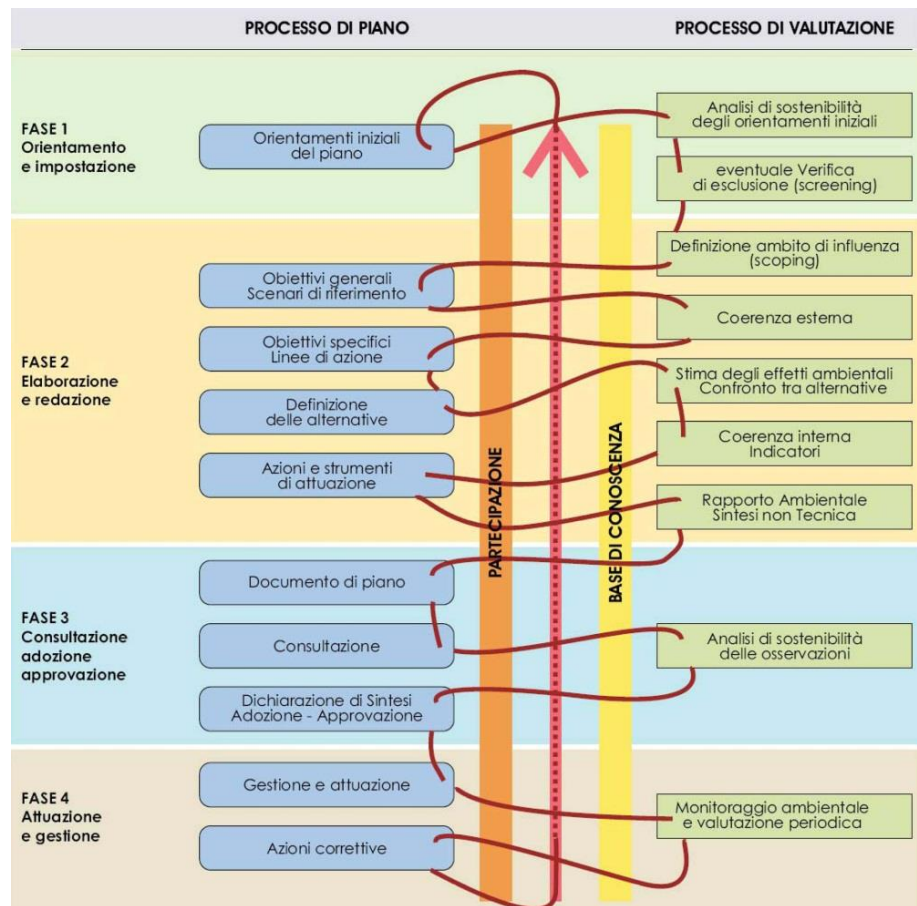 PROCESSO DI PIANO
PROCESSO DI VALUTAZIONE
FASE 1
Orientamento
e impostazione
Orientamenti iniziali
del piano
Analisi di sostenibilità
degli orientamenti iniziali
eventuale Verifica
di esclusione (screening)
FASE 2
Elaborazione
e redazione
Definizione ambito di influenza
(scoping)
Obiettivi generali
Scenari di riferimento
Coerenza esterna
Obiettivi specifici
Linee di azione
Stima degli effetti ambientali
Confronto tra alternative
Definizione
delle alternative
Coerenza interna
Indicatori
Azioni e strumenti
di attuazione
Rapporto Ambientale
Sintesi non Tecnica
PARTECIPAZIONE
BASE DI CONOSCENZA
FASE 3
Consultazione
adozione
approvazione
Documento di piano
Consultazione
Analisi di sostenibilità
delle osservazioni
Dichiarazione di Sintesi
Adozione - Approvazione
FASE 4
Attuazione
e gestione
Gestione e attuazione
Monitoraggio ambientale
e valutazione periodica
Azioni correttive